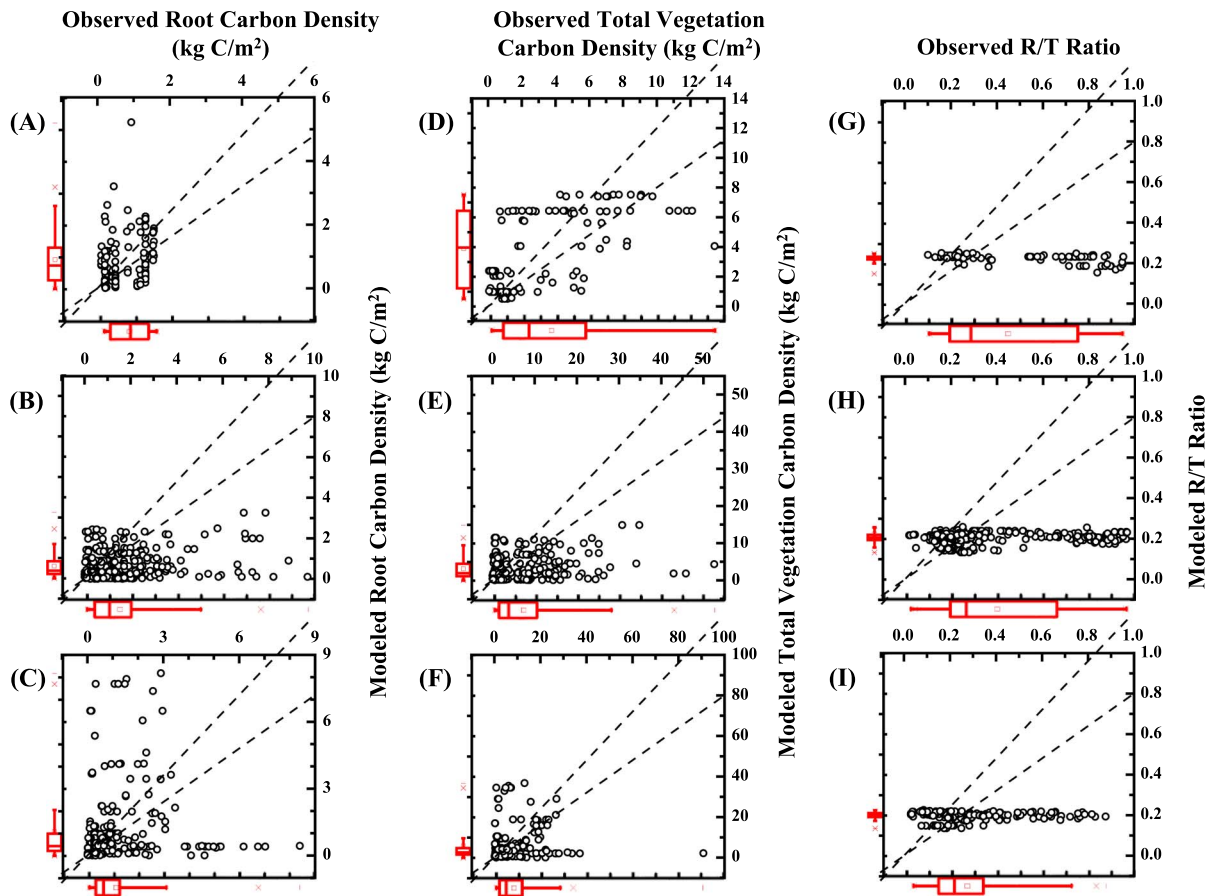 Observed Root Carbon Density
(kg C/m²)
Observed Total Vegetation
Carbon Density (kg C/m²)
Observed R/T Ratio
0 2 4 6
0 2 4 6 8 10 12 14
0.0 0.2 0.4 0.6 0.8 1.0
(A)
6
4
2
0
(D)
14
12
10
8
6
4
2
0
(G)
1.0
0.8
0.6
0.4
0.2
0.0
0 2 4 6 8 10
0 10 20 30 40 50
0.0 0.2 0.4 0.6 0.8 1.0
(B)
10
8
6
4
2
0
(E)
50
40
30
20
10
0
(H)
1.0
0.8
0.6
0.4
0.2
0.0
0 3 6 9
0 20 40 60 80 100
0.0 0.2 0.4 0.6 0.8 1.0
(C)
9
6
3
0
(F)
100
80
60
40
20
0
(I)
1.0
0.8
0.6
0.4
0.2
0.0
Modeled Root Carbon Density (kg C/m²)
Modeled Total Vegetation Carbon Density (kg C/m²)
Modeled R/T Ratio